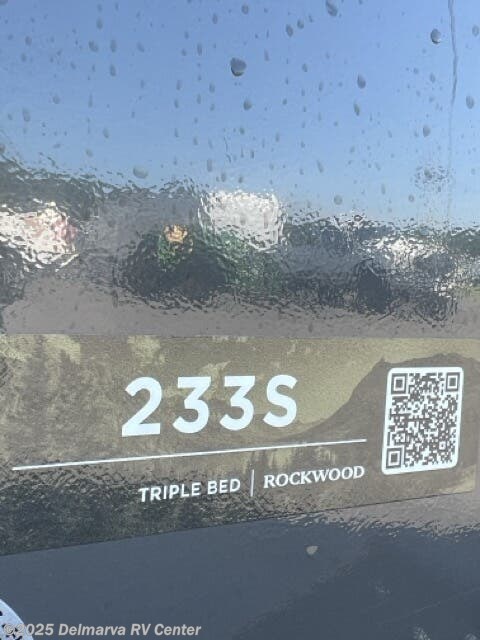 233S
TRIPLE BED | ROCKWOOD
©2025 Delmarva RV Center